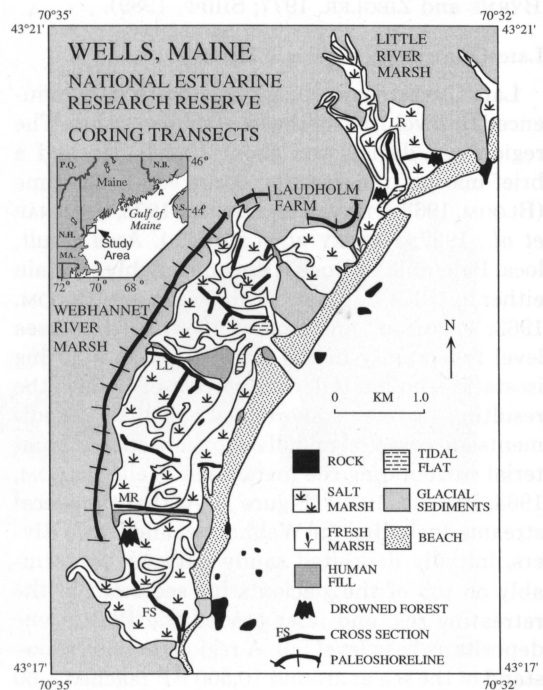 70°35'
70°32'
43°21'
43°21'
WELLS, MAINE
NATIONAL ESTUARINE
RESEARCH RESERVE
CORING TRANSECTS
LITTLE
RIVER
MARSH
LR
P.Q.
N.B.
46°
Maine
N.S.
44°
Gulf of
Maine
N.H.
Study
Area
MA.
72° 70° 68°
LAUDHOLM
FARM
WEBHANNET
RIVER
MARSH
LL
N
0 KM 1.0
MR
FS
ROCK
TIDAL
FLAT
SALT
MARSH
GLACIAL
SEDIMENTS
FRESH
MARSH
BEACH
HUMAN
FILL
DROWNED FOREST
FS
CROSS SECTION
PALEOSHORELINE
43°17'
43°17'
70°35'
70°32'